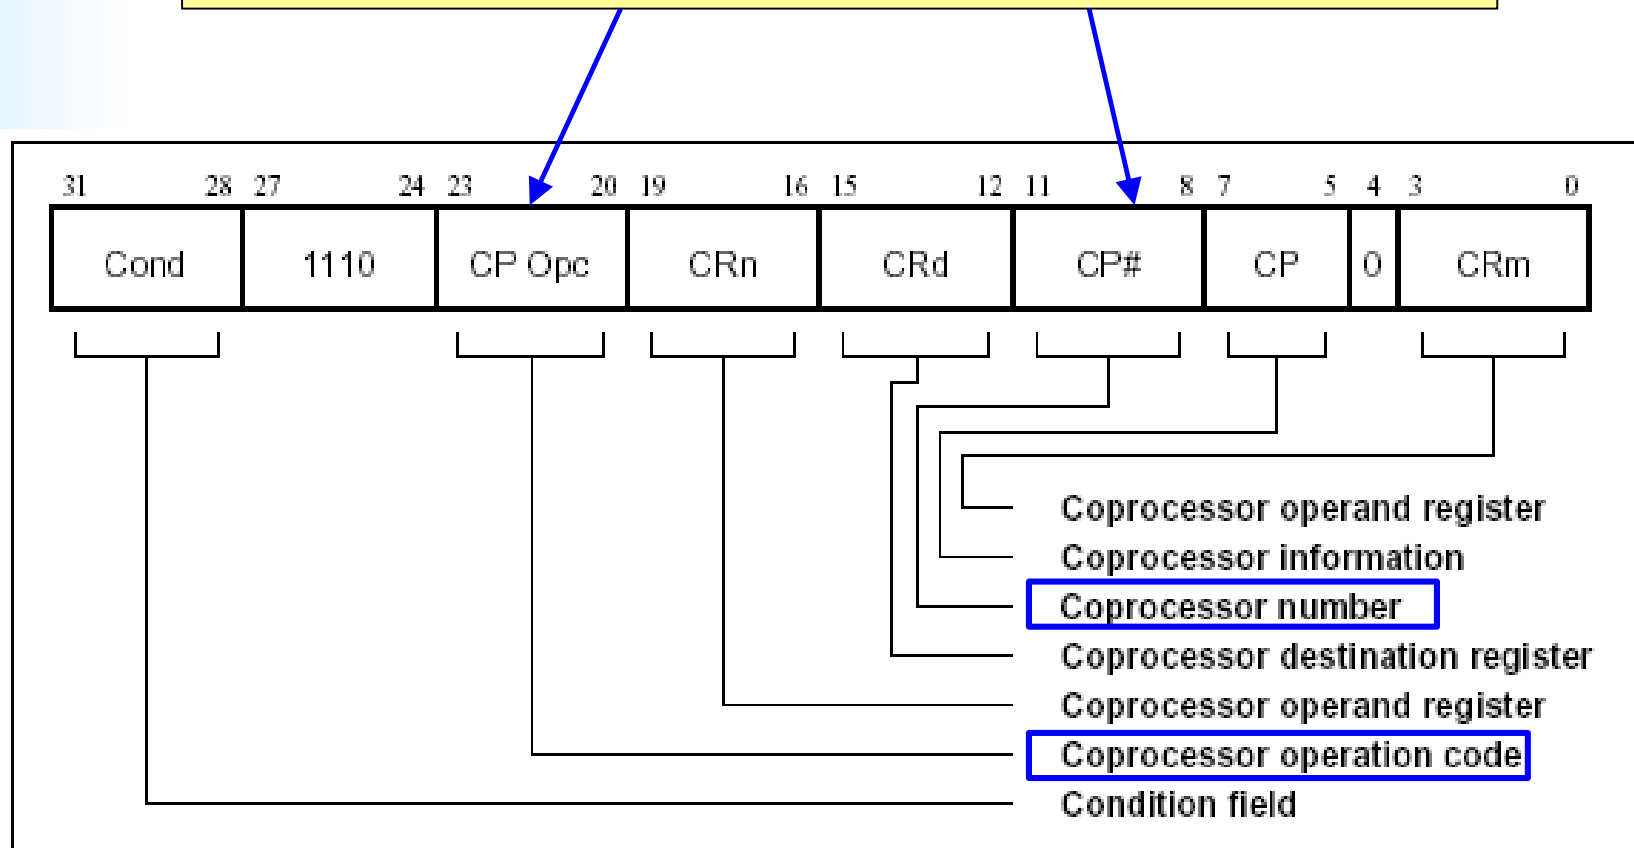 31 28 27 24 23 20 19 16 15 12 11 8 7 5 4 3 0
Cond 1110 CP Opc CRn CRd CP# CP 0 CRm
Coprocessor operand register
Coprocessor information
Coprocessor number
Coprocessor destination register
Coprocessor operand register
Coprocessor operation code
Condition field